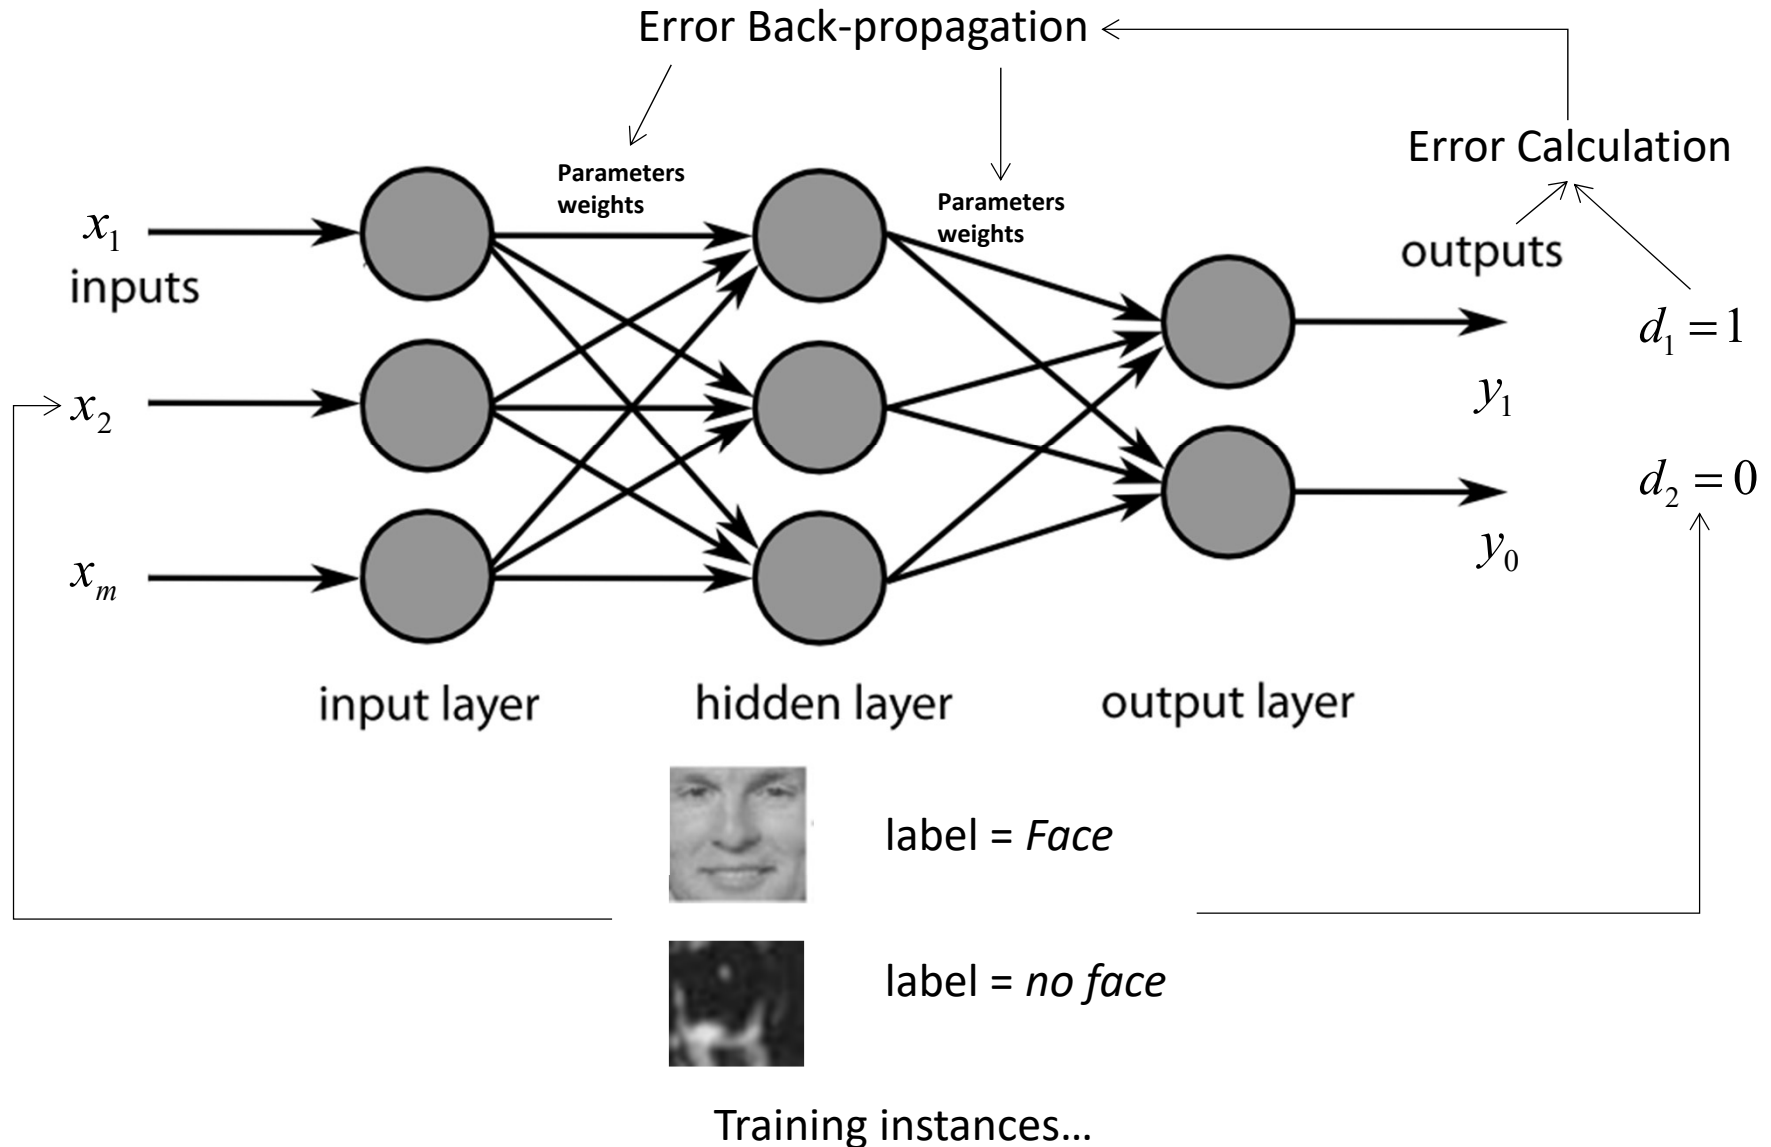 Error Back-propagation
Error Calculation
Parameters
weights
Parameters
weights
x₁
inputs
outputs
d₁ = 1
x₂
y₁
d₂ = 0
xₘ
y₀
input layer
hidden layer
output layer
label = Face
label = no face
Training instances...